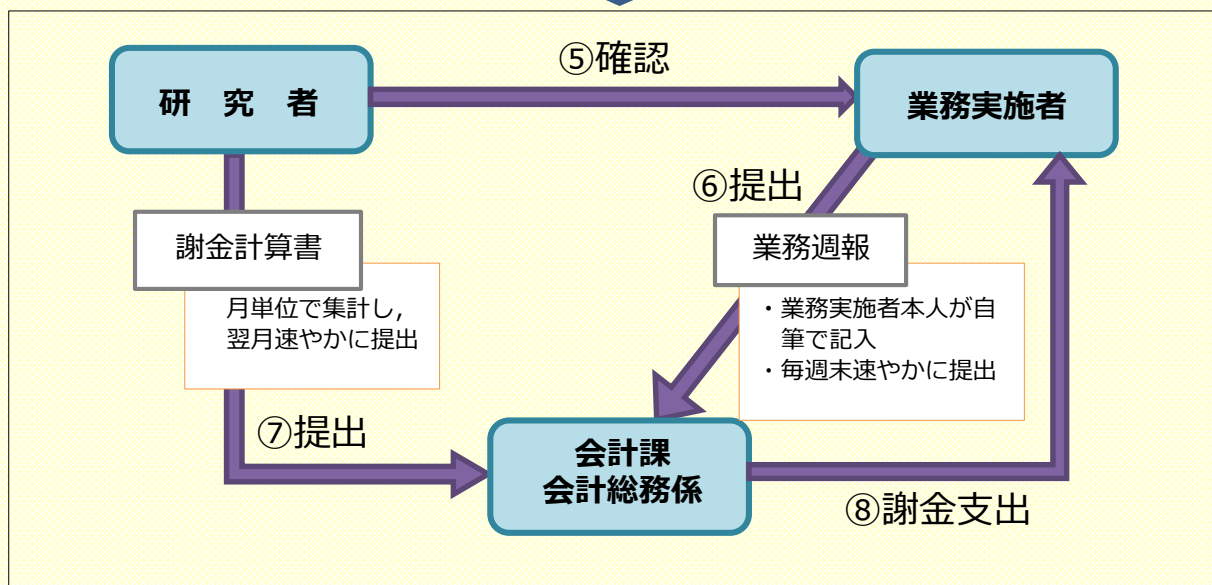 ⑤確認
研　究　者
業務実施者
⑥提出
謝金計算書
月単位で集計し，
翌月速やかに提出
業務週報
・業務実施者本人が自
筆で記入
・毎週末速やかに提出
⑦提出
会計課
会計総務係
⑧謝金支出